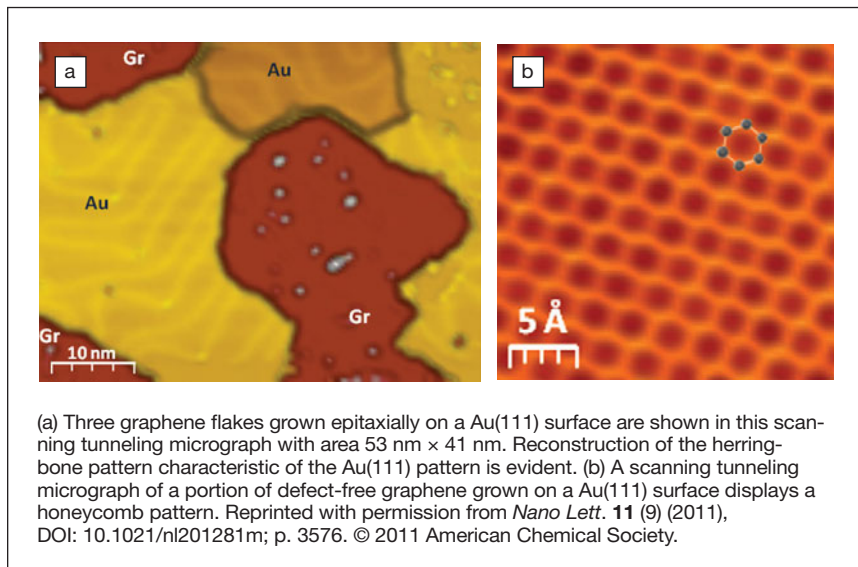 a
Gr
Au
Au
Gr
Gr
10 nm
b
5 Å
(a) Three graphene flakes grown epitaxially on a Au(111) surface are shown in this scan-
ning tunneling micrograph with area 53 nm × 41 nm. Reconstruction of the herring-
bone pattern characteristic of the Au(111) pattern is evident. (b) A scanning tunneling
micrograph of a portion of defect-free graphene grown on a Au(111) surface displays a
honeycomb pattern. Reprinted with permission from Nano Lett. 11 (9) (2011),
DOI: 10.1021/nl201281m; p. 3576. © 2011 American Chemical Society.